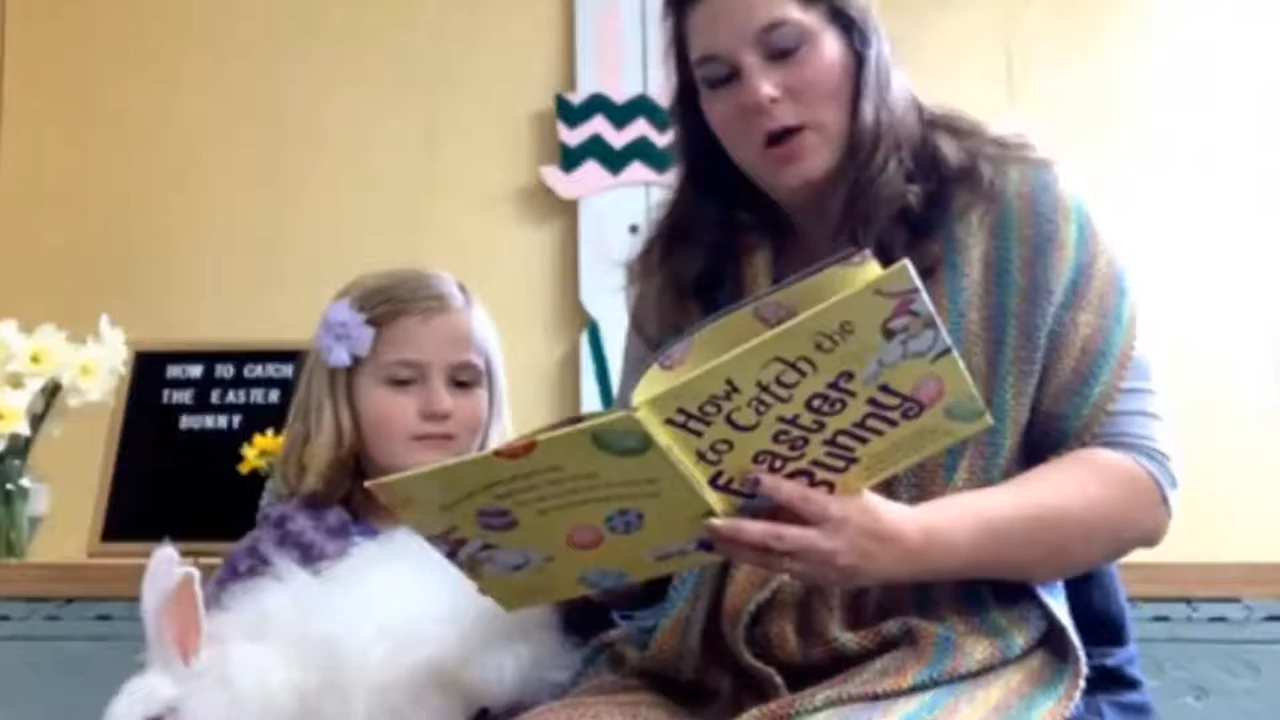 HOW TO CATCH
THE EASTER
BUNNY
How
to Catch the
Easter
Bunny